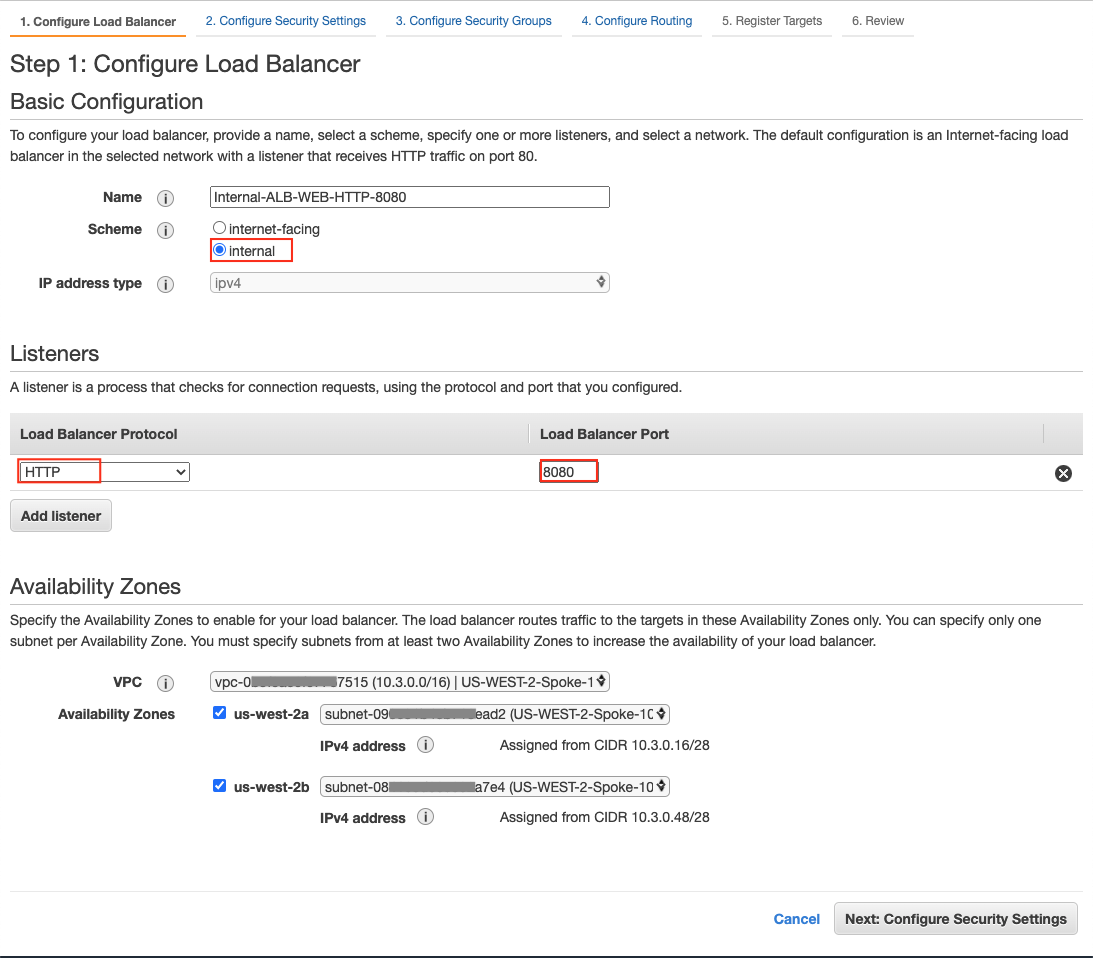 1. Configure Load Balancer 2. Configure Security Settings 3. Configure Security Groups 4. Configure Routing 5. Register Targets 6. Review
Step 1: Configure Load Balancer
Basic Configuration
To configure your load balancer, provide a name, select a scheme, specify one or more listeners, and select a network. The default configuration is an Internet-facing load
balancer in the selected network with a listener that receives HTTP traffic on port 80.
Name i Internal-ALB-WEB-HTTP-8080
Scheme i internet-facing
internal
IP address type i ipv4
Listeners
A listener is a process that checks for connection requests, using the protocol and port that you configured.
Load Balancer Protocol Load Balancer Port
HTTP 8080
Add listener
Availability Zones
Specify the Availability Zones to enable for your load balancer. The load balancer routes traffic to the targets in these Availability Zones only. You can specify only one
subnet per Availability Zone. You must specify subnets from at least two Availability Zones to increase the availability of your load balancer.
VPC i vpc-0 7515 (10.3.0.0/16) | US-WEST-2-Spoke-1
Availability Zones us-west-2a subnet-09 ead2 (US-WEST-2-Spoke-10
IPv4 address i Assigned from CIDR 10.3.0.16/28
us-west-2b subnet-08 a7e4 (US-WEST-2-Spoke-10
IPv4 address i Assigned from CIDR 10.3.0.48/28
Cancel Next: Configure Security Settings